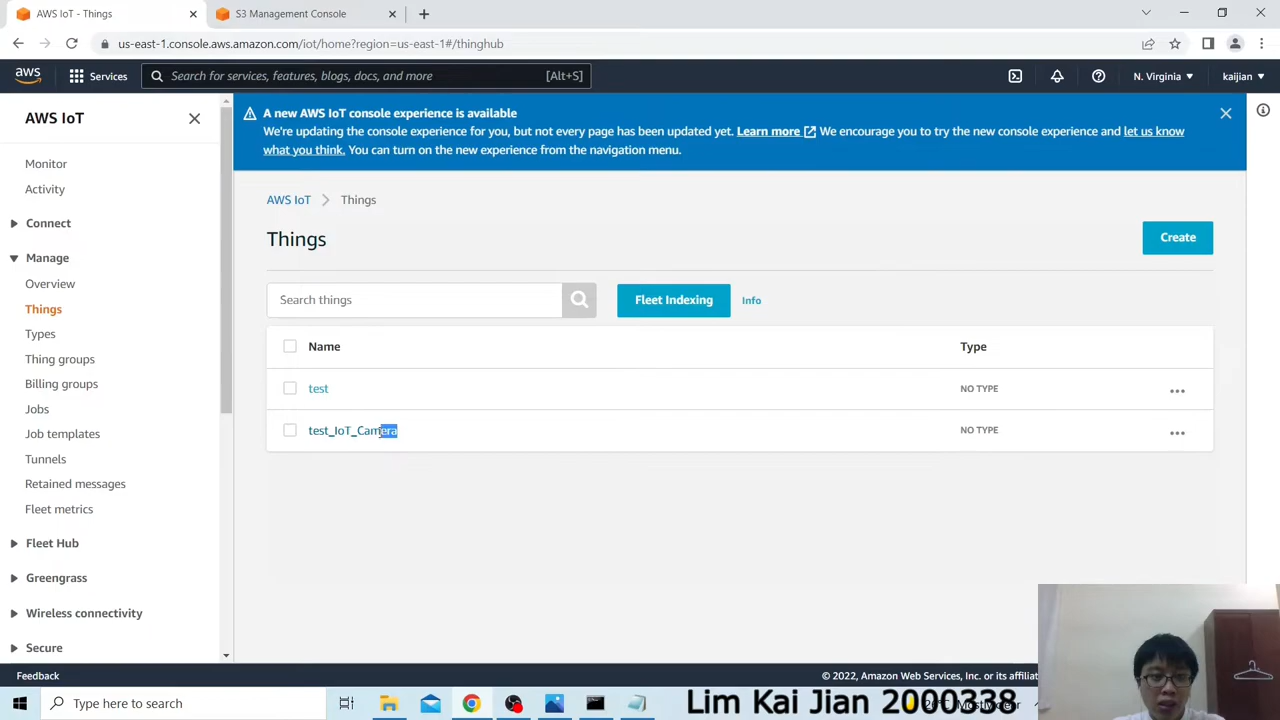 AWS IoT - Things
S3 Management Console
us-east-1.console.aws.amazon.com/iot/home?region=us-east-1#/thinghub
aws
Services
Search for services, features, blogs, docs, and more
[Alt+S]
N. Virginia
kaijian
AWS IoT
Monitor
Activity
Connect
Manage
Overview
Things
Types
Thing groups
Billing groups
Jobs
Job templates
Tunnels
Retained messages
Fleet metrics
Fleet Hub
Greengrass
Wireless connectivity
Secure
A new AWS IoT console experience is available
We're updating the console experience for you, but not every page has been updated yet. Learn more We encourage you to try the new console experience and let us know
what you think. You can turn on the new experience from the navigation menu.
AWS IoT > Things
Things
Create
Search things
Fleet Indexing
Info
Name
Type
test
NO TYPE
test_IoT_Camera
NO TYPE
Feedback
© 2022, Amazon Web Services, Inc. or its affiliat
Type here to search
Lim Kai Jian 2000338